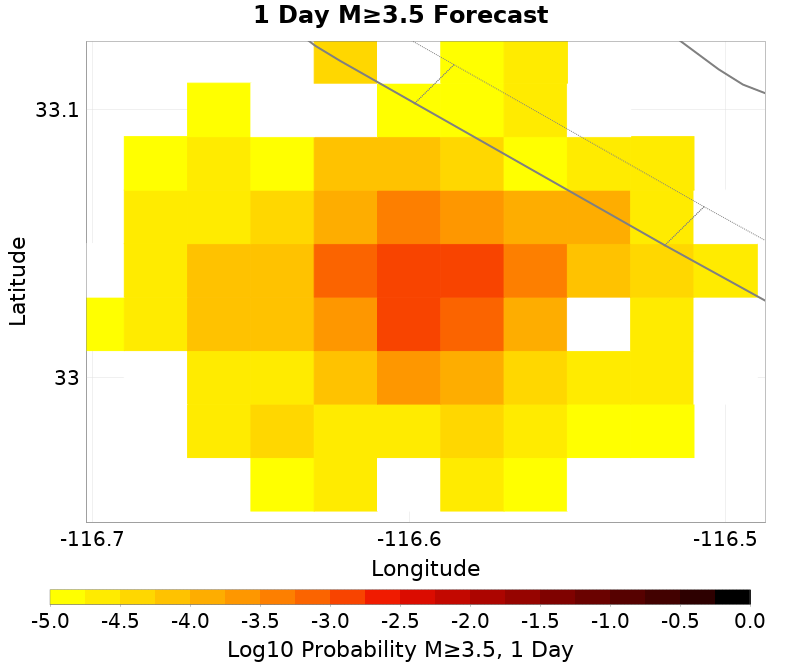 1 Day M≥3.5 Forecast
33.1
33
Latitude
-116.7 -116.6 -116.5
Longitude
-5.0 -4.5 -4.0 -3.5 -3.0 -2.5 -2.0 -1.5 -1.0 -0.5 0.0
Log10 Probability M≥3.5, 1 Day